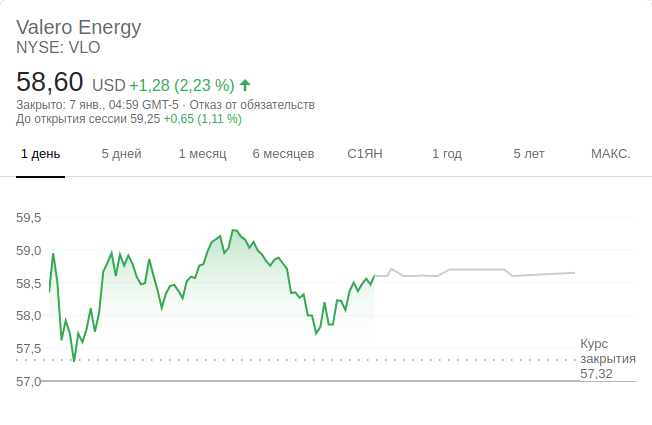 Valero Energy
NYSE: VLO
58,60 USD +1,28 (2,23 %)
Закрыто: 7 янв., 04:59 GMT-5 · Отказ от обязательств
До открытия сессии 59,25 +0,65 (1,11 %)
1 день 5 дней 1 месяц 6 месяцев С1ЯН 1 год 5 лет МАКС.
59,5
59,0
58,5
58,0
57,5
57,0
Курс
закрытия
57,32